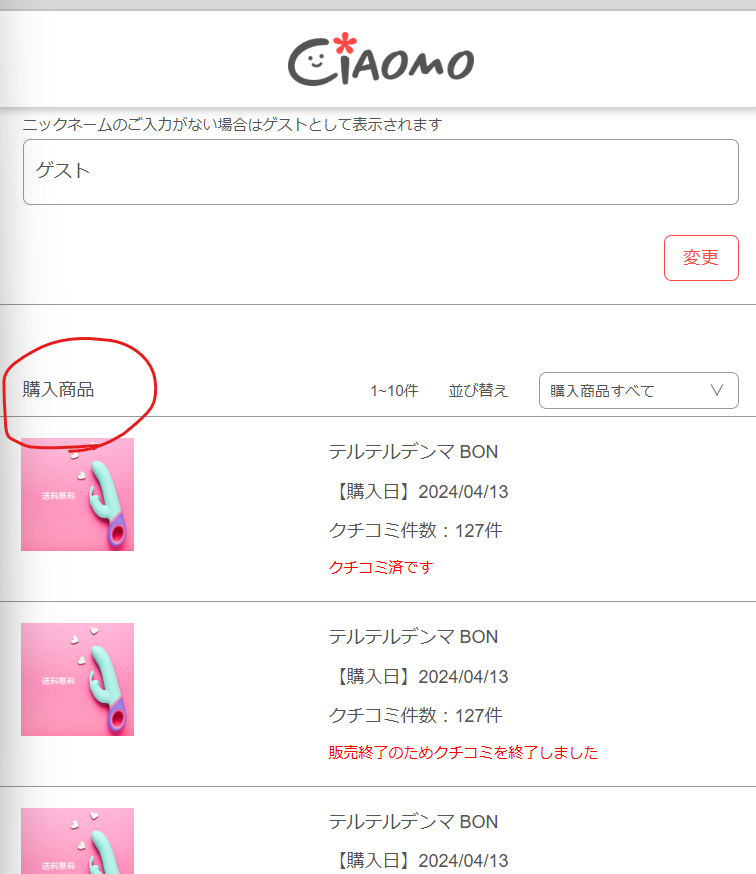 CiAOMO
ニックネームのご入力がない場合はゲストとして表示されます
ゲスト
変更
購入商品
1~10件 並び替え 購入商品すべて
送料無料
テルテルデンマ BON
【購入日】2024/04/13
クチコミ件数：127件
クチコミ済です
送料無料
テルテルデンマ BON
【購入日】2024/04/13
クチコミ件数：127件
販売終了のためクチコミを終了しました
送料無料
テルテルデンマ BON
【購入日】2024/04/13